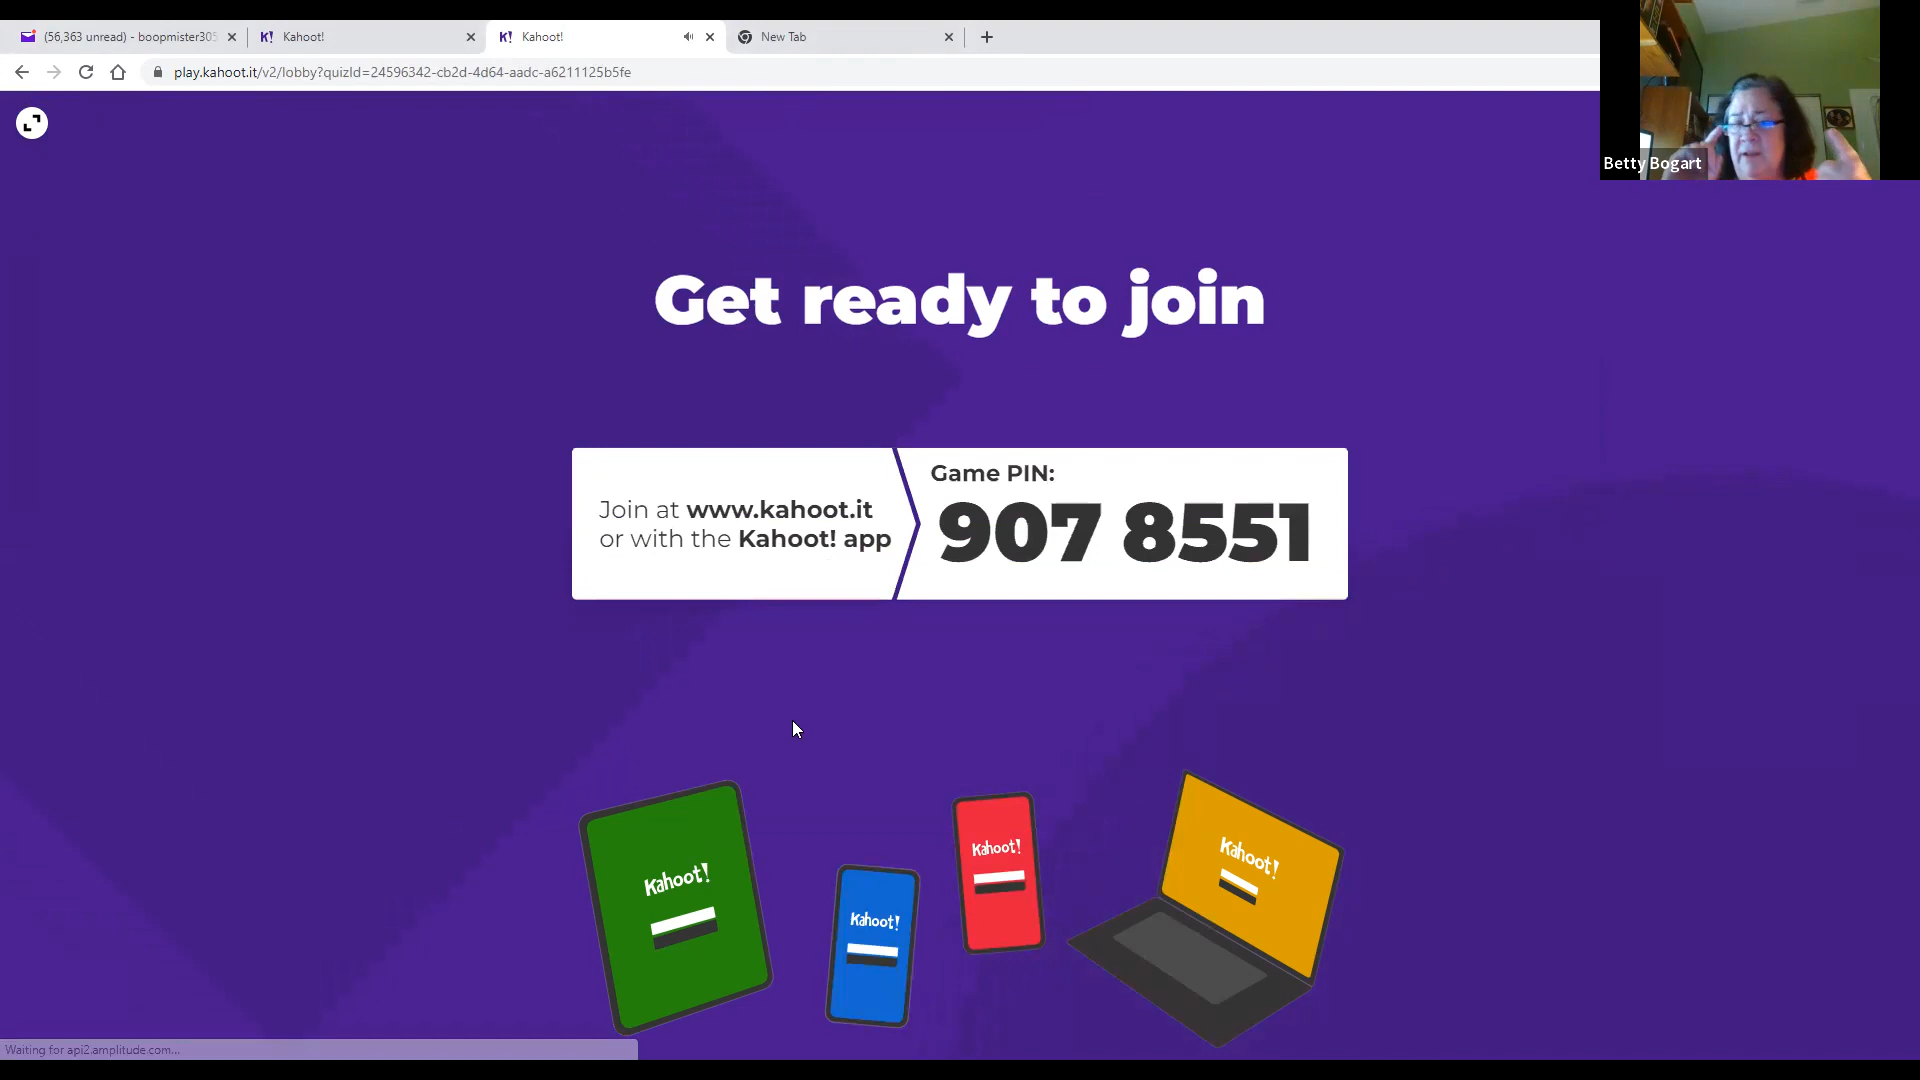 (56,363 unread) - boopmister305
Kahoot!
Kahoot!
New Tab
play.kahoot.it/v2/lobby?quizId=24596342-cb2d-4d64-aadc-a6211125b5fe
Betty Bogart
Get ready to join
Join at www.kahoot.it
or with the Kahoot! app
Game PIN:
907 8551
Kahoot!
Kahoot!
Kahoot!
Kahoot!
Waiting for api2.amplitude.com...